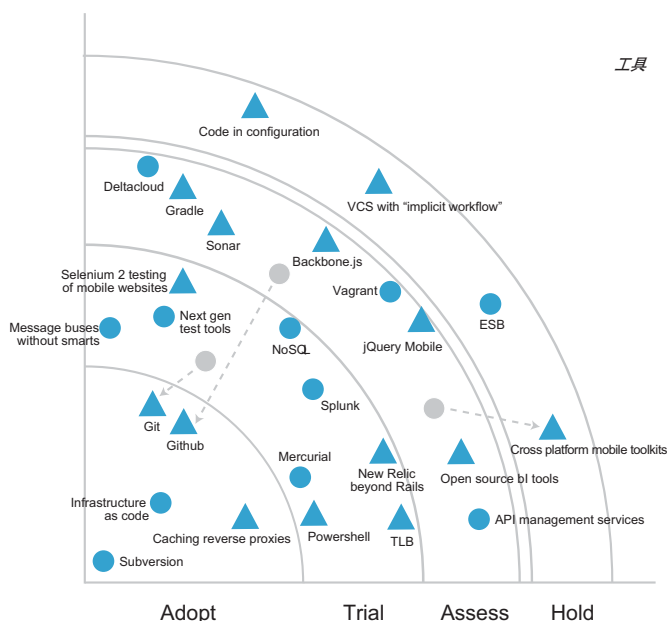 工具
Code in configuration
Deltacloud
Gradle
VCS with “implicit workflow”
Sonar
Backbone.js
Selenium 2 testing
of mobile websites
Vagrant
Next gen
test tools
Message buses
without smarts
NoSQL
jQuery Mobile
ESB
Splunk
Git
Github
Cross platform mobile toolkits
Mercurial
New Relic
beyond Rails
Open source bI tools
Infrastructure
as code
Caching reverse proxies
Powershell
TLB
API management services
Subversion
Adopt
Trial
Assess
Hold